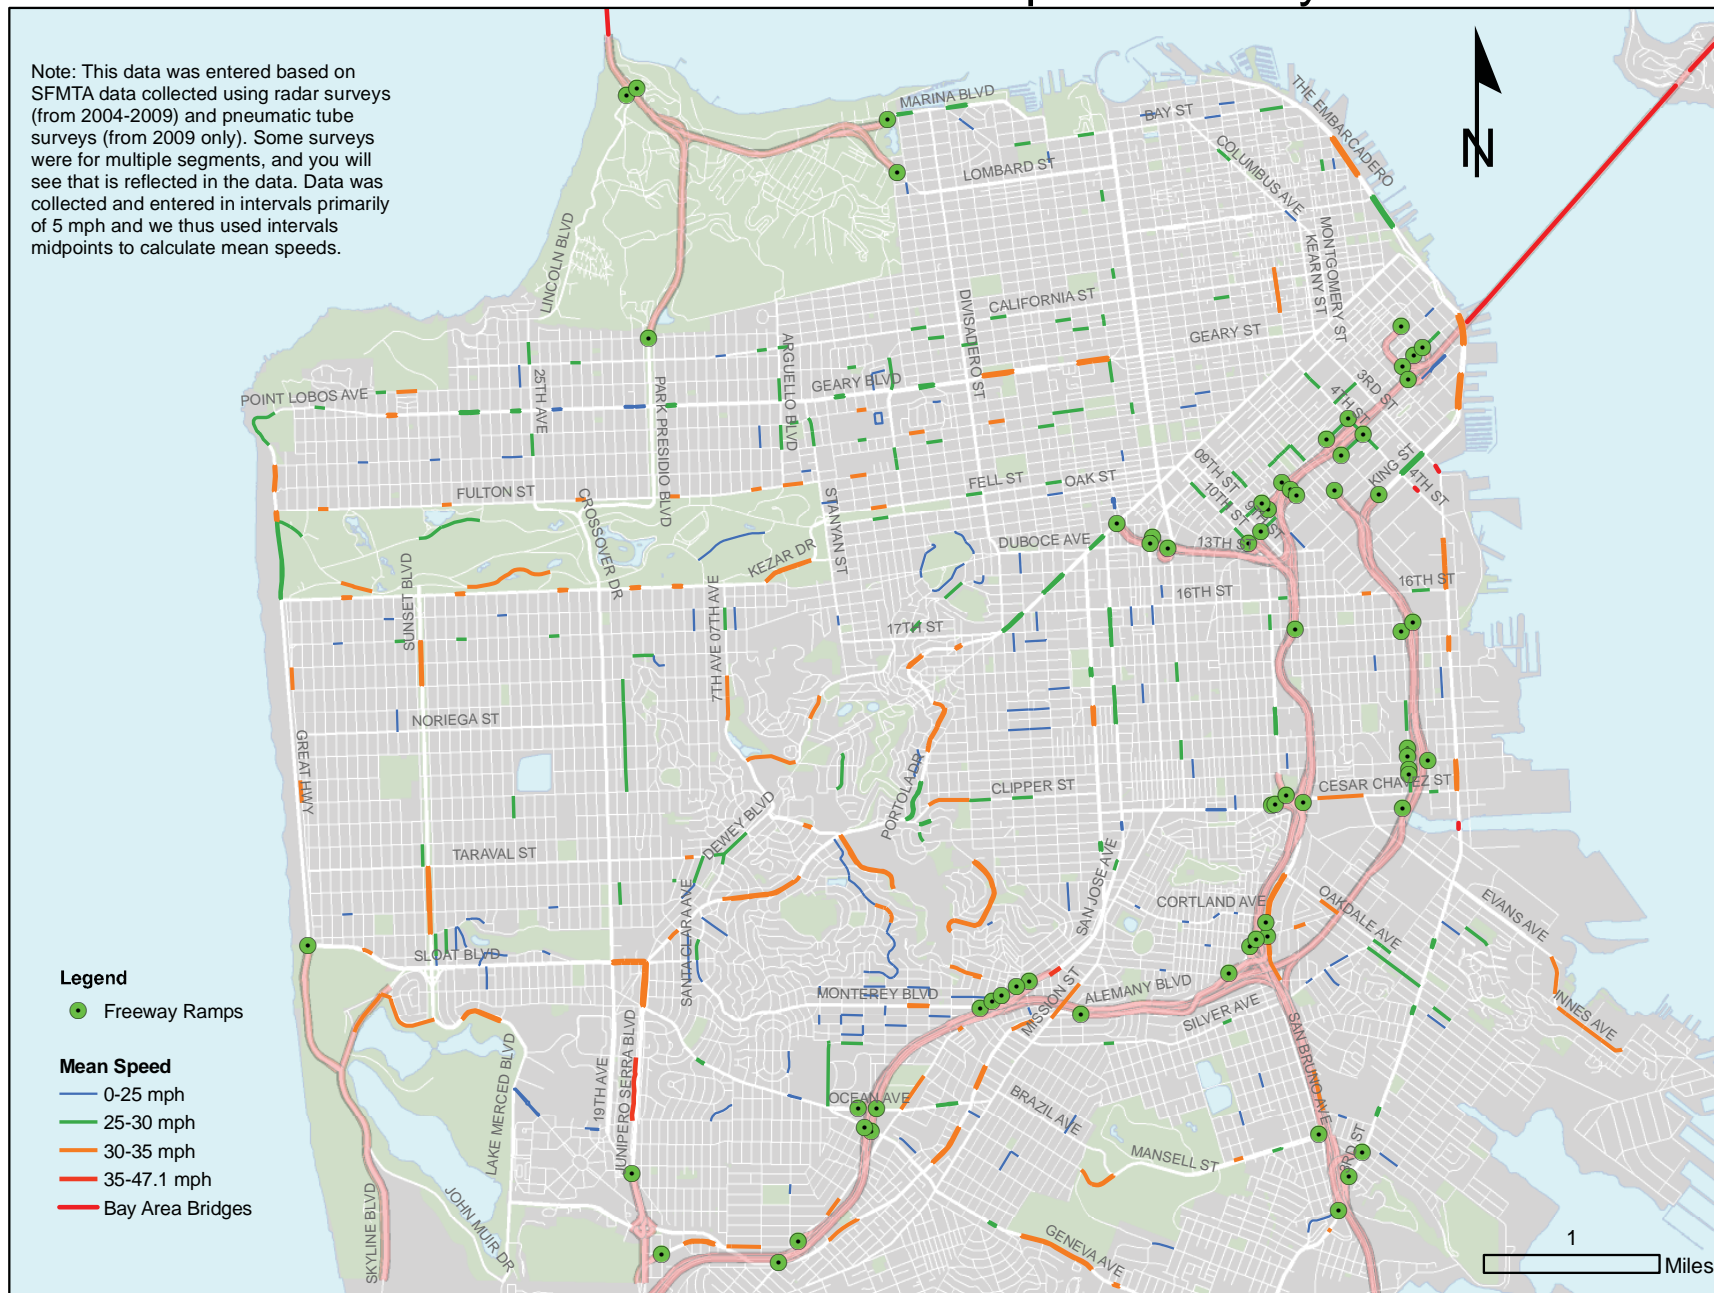 Note: This data was entered based on
SFMTA data collected using radar surveys
(from 2004-2009) and pneumatic tube
surveys (from 2009 only). Some surveys
were for multiple segments, and you will
see that is reflected in the data. Data was
collected and entered in intervals primarily
of 5 mph and we thus used intervals
midpoints to calculate mean speeds.
N
MARINA BLVD
BAY ST
THE EMBARCADERO
COLUMBUS AVE
LOMBARD ST
LINCOLN BLVD
MONTGOMERY ST
KEARNY ST
DIVISADERO ST
CALIFORNIA ST
GEARY ST
ARGUELLO BLVD
GEARY BLVD
POINT LOBOS AVE
25TH AVE
PARK PRESIDIO BLVD
3RD ST
4TH ST
KING ST
4TH ST
09TH ST
10TH ST
9TH ST
13TH ST
FELL ST
OAK ST
FULTON ST
CROSSOVER DR
STANYAN ST
KEZAR DR
DUBOCE AVE
16TH ST
16TH ST
SUNSET BLVD
7TH AVE 07TH AVE
17TH ST
NORIEGA ST
GREAT HWY
PORTOLA DR
CLIPPER ST
CESAR CHAVEZ ST
DEWEY BLVD
TARAVAL ST
SAN JOSE AVE
SANTA CLARA AVE
CORTLAND AVE
OAKDALE AVE
EVANS AVE
SLOAT BLVD
MONTEREY BLVD
MISSION ST
ALEMANY BLVD
SILVER AVE
INNES AVE
SAN BRUNO AVE
LAKE MERCED BLVD
19TH AVE
JUNIPERO SERRA BLVD
OCEAN AVE
BRAZIL AVE
MANSELL ST
3RD ST
SKYLINE BLVD
JOHN MUIR DR
GENEVA AVE
Legend
Freeway Ramps
Mean Speed
0-25 mph
25-30 mph
30-35 mph
35-47.1 mph
Bay Area Bridges
1
Miles